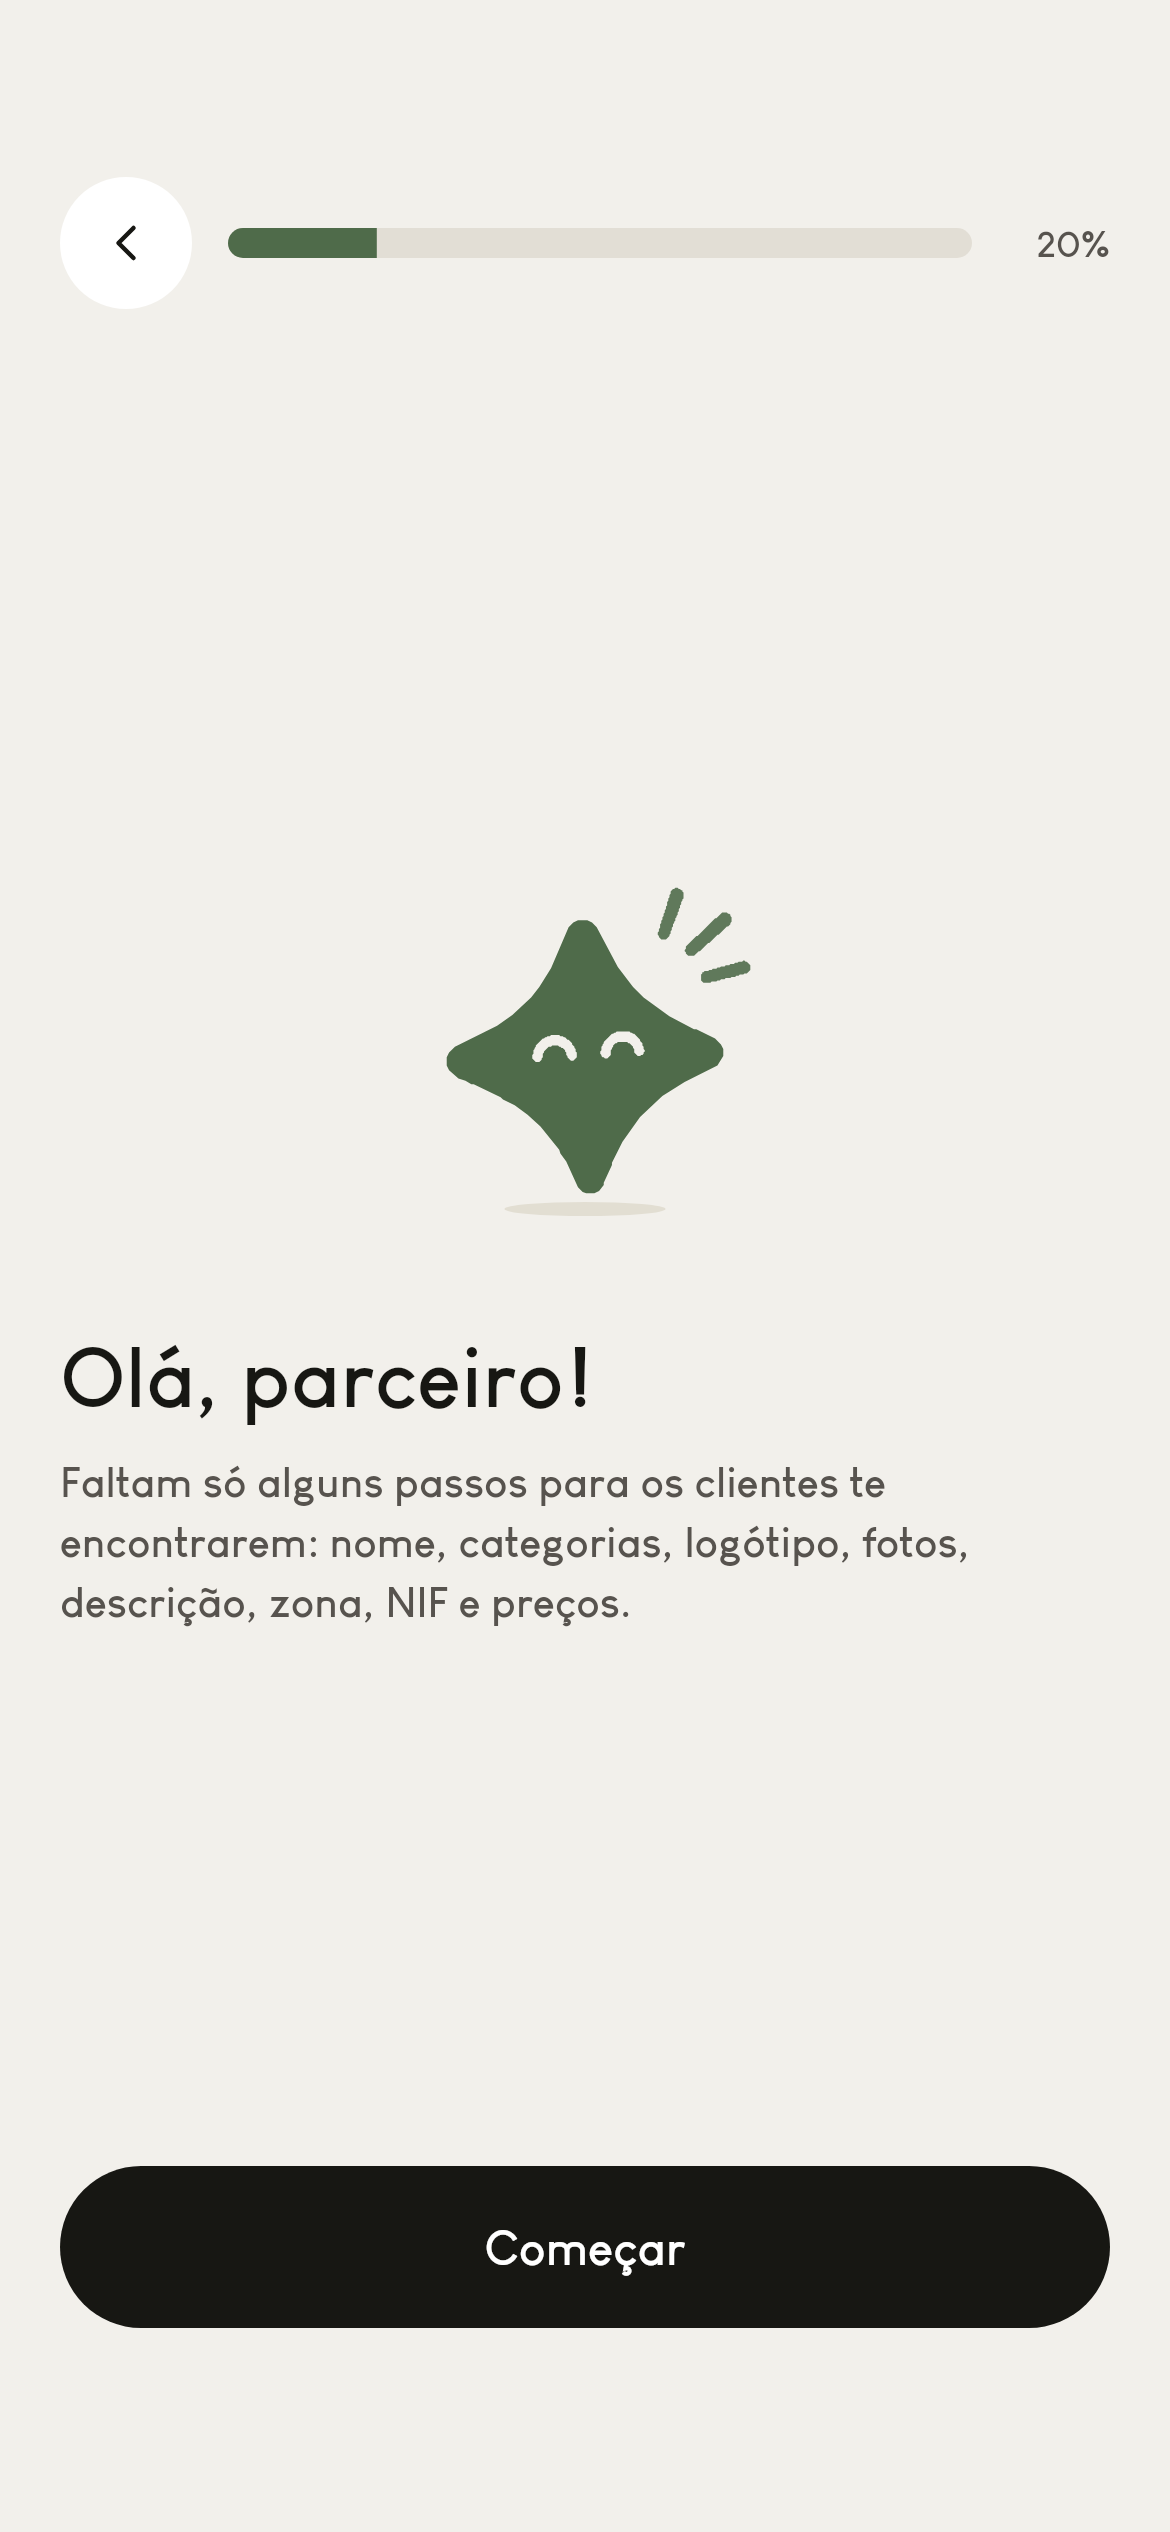 20%
Olá, parceiro!
Faltam só alguns passos para os clientes te
encontrarem: nome, categorias, logótipo, fotos,
descrição, zona, NIF e preços.
Começar